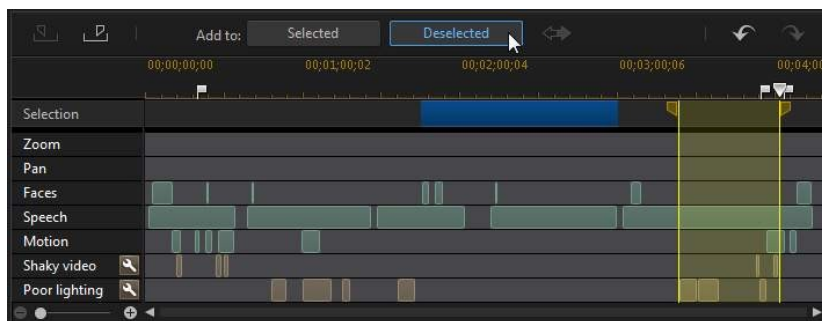 Add to: Selected Deselected
00;00;00;00 00;01;00;02 00;02;00;04 00;03;00;06 00;04;00
Selection
Zoom
Pan
Faces
Speech
Motion
Shaky video
Poor lighting